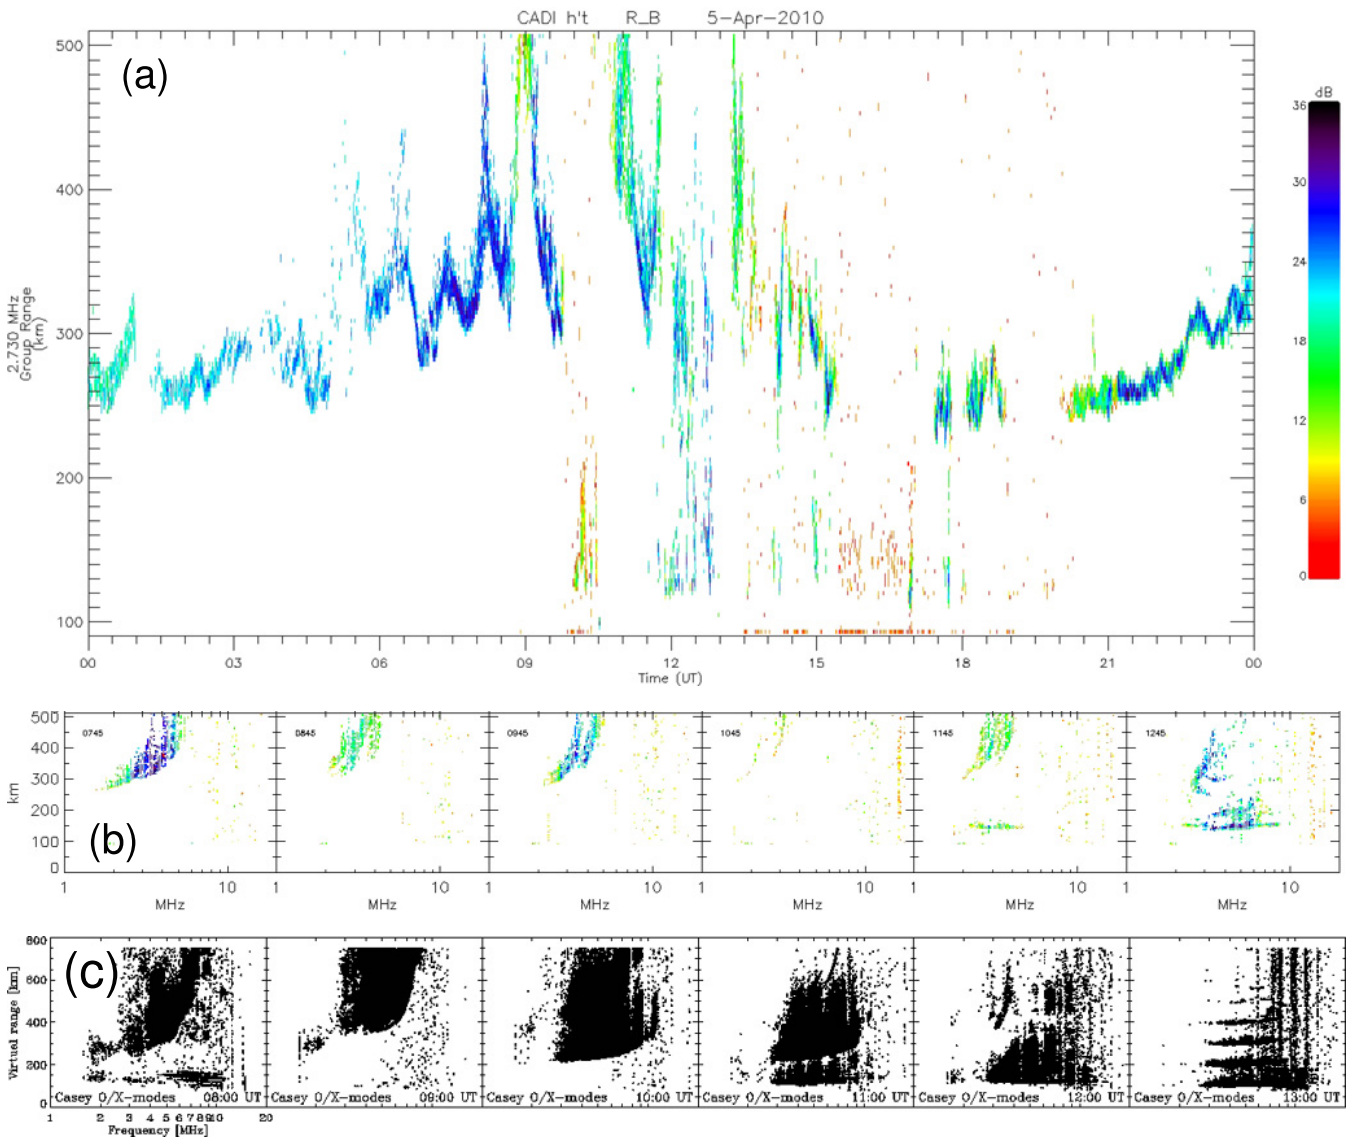 CADI h't R_B 5-Apr-2010
(a)
500
400
300
200
100
2.730 MHz
Group Range
(km)
00 03 06 09 12 15 18 21 00
Time (UT)
dB
36
30
24
18
12
6
0
(b)
0745 0845 0945 1045 1145 1245
500
400
300
200
100
0
km
1 10 1 10 1 10 1 10 1 10 1 10
MHz MHz MHz MHz MHz MHz
(c)
800
600
400
200
0
Virtual range [km]
Casey O/X-modes 08:00 UT
Casey O/X-modes 09:00 UT
Casey O/X-modes 10:00 UT
Casey O/X-modes 11:00 UT
Casey O/X-modes 12:00 UT
Casey O/X-modes 13:00 UT
1 2 3 4 5 6 7 8 9 10 20
Frequency [MHz]